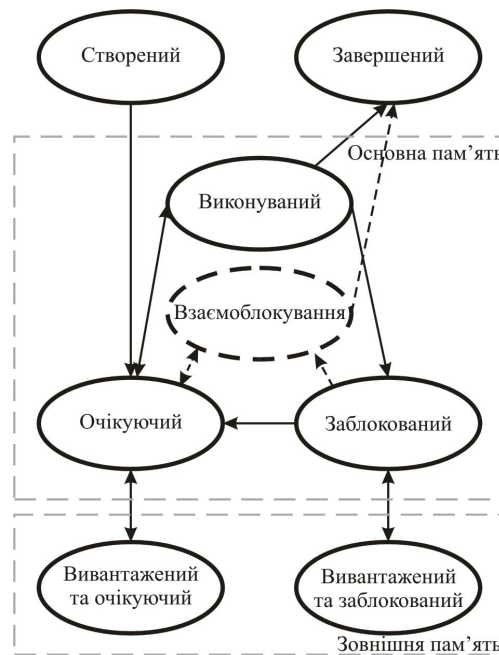 Створений
Завершений
Основна пам’ять
Виконуваний
Взаємоблокування
Очікуючий
Заблокований
Вивантажений
та очікуючий
Вивантажений
та заблокований
Зовнішня пам’ять